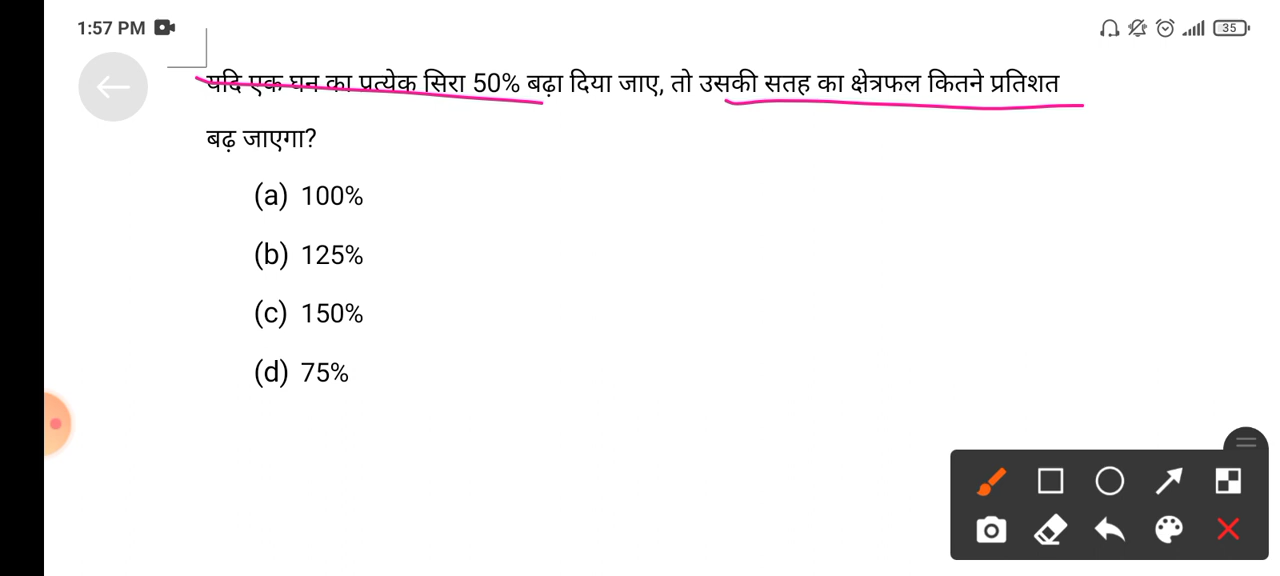 1:57 PM
35
यदि एक घन का प्रत्येक सिरा 50% बढ़ा दिया जाए, तो उसकी सतह का क्षेत्रफल कितने प्रतिशत
बढ़ जाएगा?
(a) 100%
(b) 125%
(c) 150%
(d) 75%